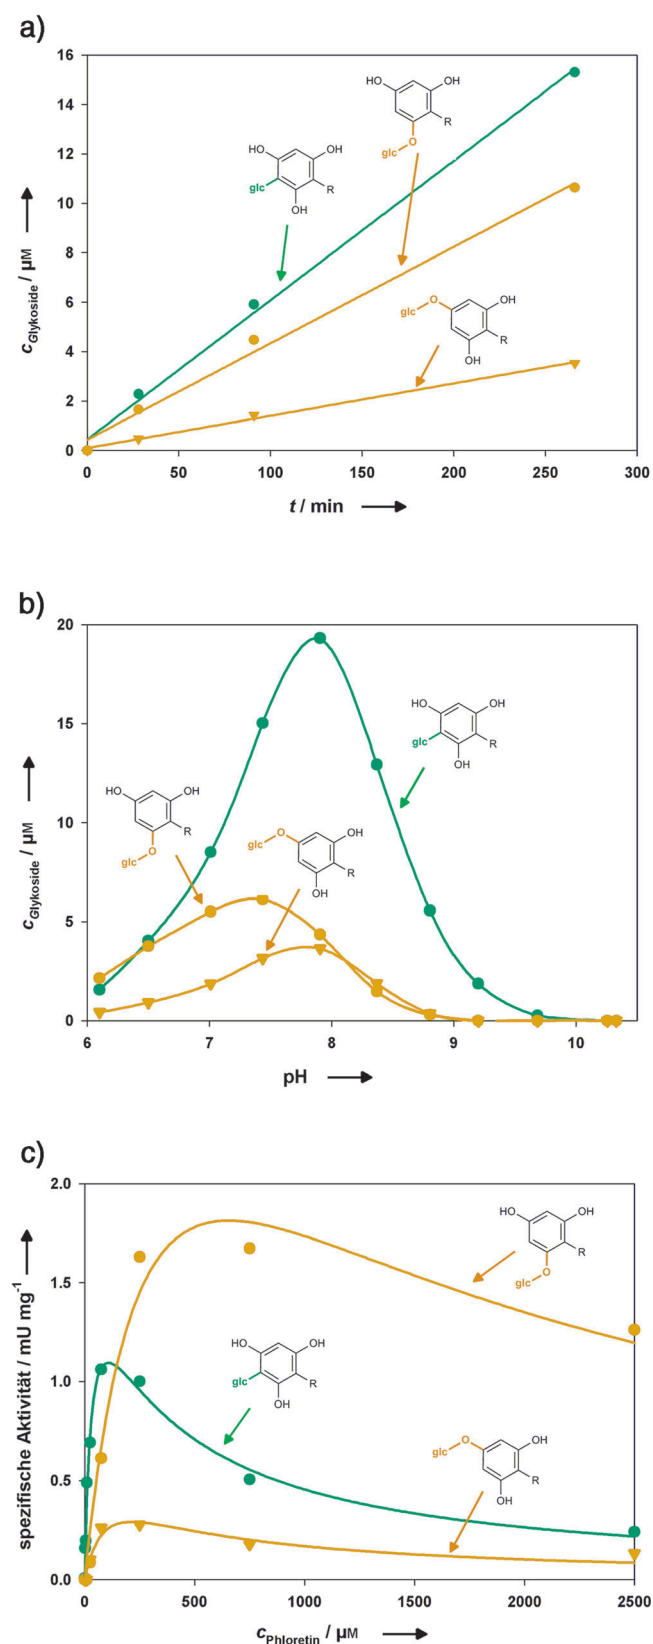 a)
16
14
12
10
8
6
4
2
0
c_Glykoside / µM
0 50 100 150 200 250 300
t / min
HO OH
R
O
glc
HO OH
glc R
OH
glc O OH
R
OH
b)
20
15
10
5
0
c_Glykoside / µM
6 7 8 9 10
pH
HO OH
glc R
OH
HO OH
R
O
glc
glc O OH
R
OH
c)
2.0
1.5
1.0
0.5
0.0
spezifische Aktivität / mU mg⁻¹
0 500 1000 1500 2000 2500
c_Phloretin / µM
HO OH
R
O
glc
HO OH
glc R
OH
glc O OH
R
OH